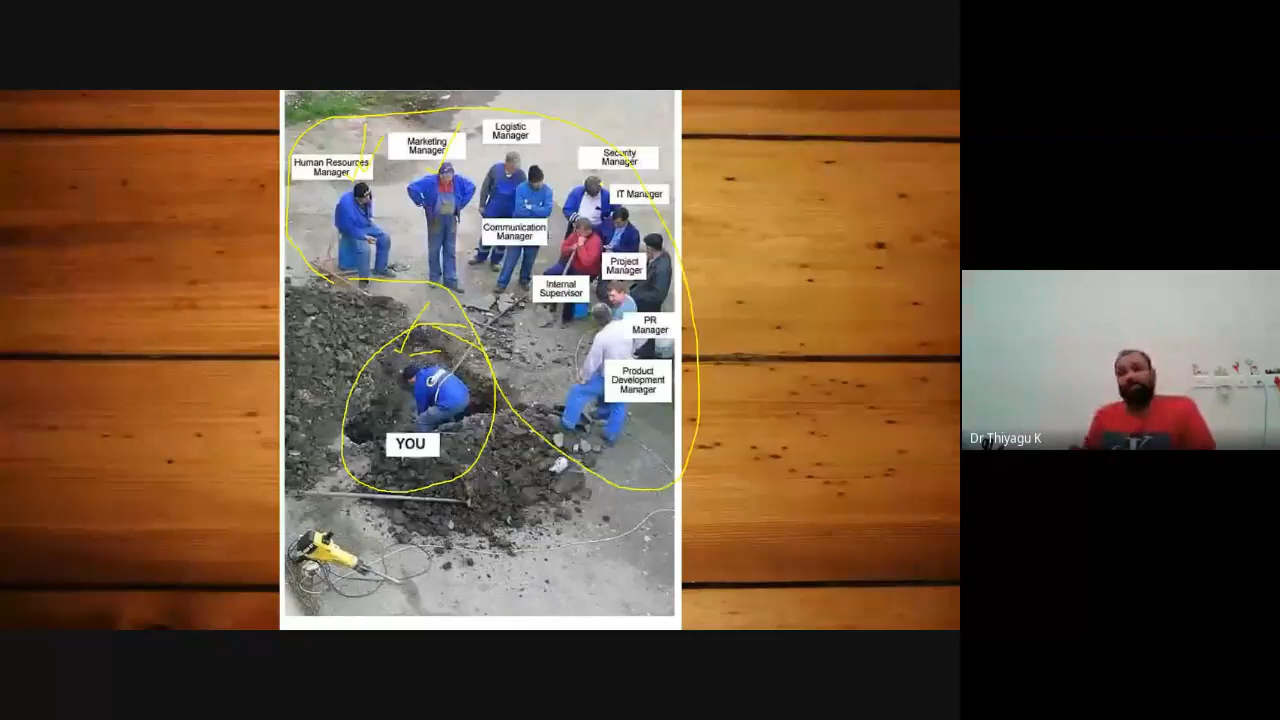 Logistic
Manager
Marketing
Manager
Human Resources
Manager
Security
Manager
IT Manager
Communication
Manager
Project
Manager
Internal
Supervisor
PR
Manager
Product
Development
Manager
YOU
Dr Thiyagu K